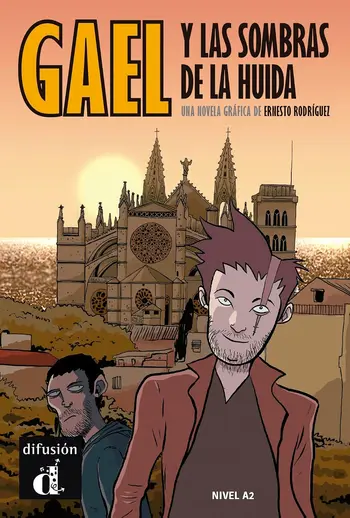 GAEL
Y LAS SOMBRAS
DE LA HUIDA
UNA NOVELA GRÁFICA DE ERNESTO RODRÍGUEZ
difusión
d
NIVEL A2